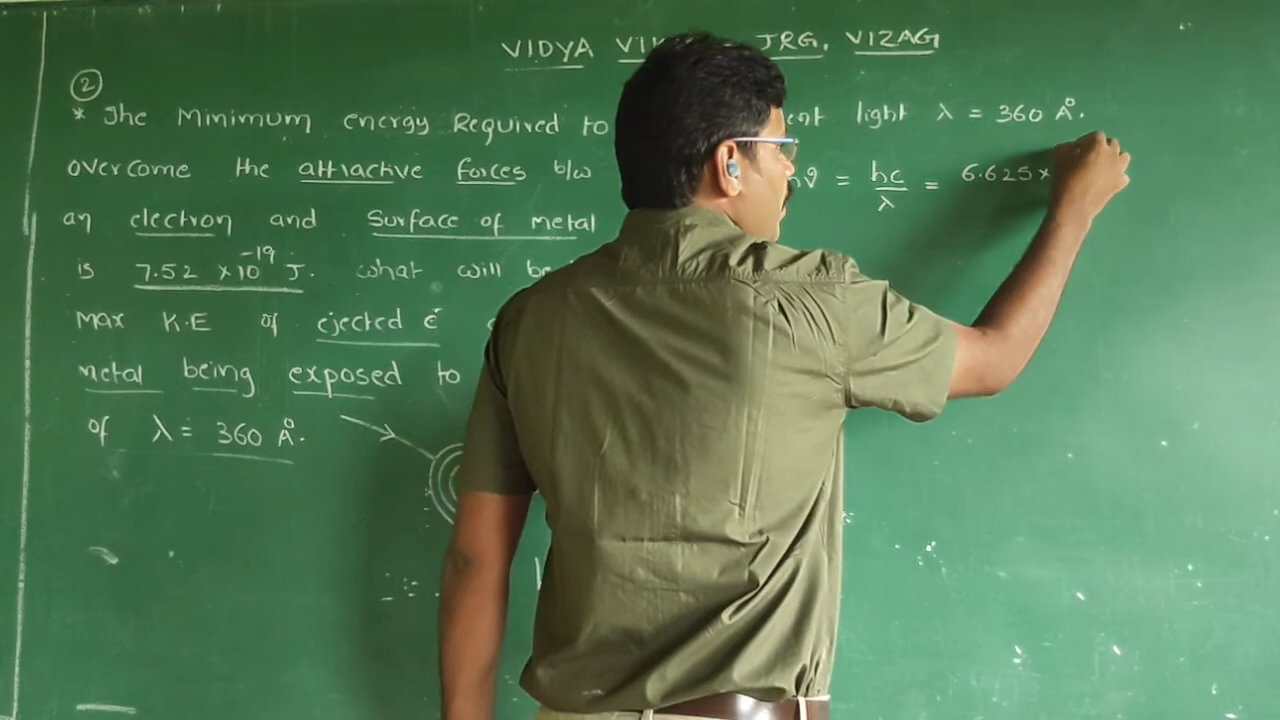 VIDYA JRG, VIZAG
②
* The Minimum energy Required to
overcome the attractive forces b/w
an electron and Surface of metal
is 7.52 ×10⁻¹⁹ J. what will be
max K.E of ejected e⁻
metal being exposed to
of λ = 360 Å.
light λ = 360 Å.
= hc/λ = 6.625×